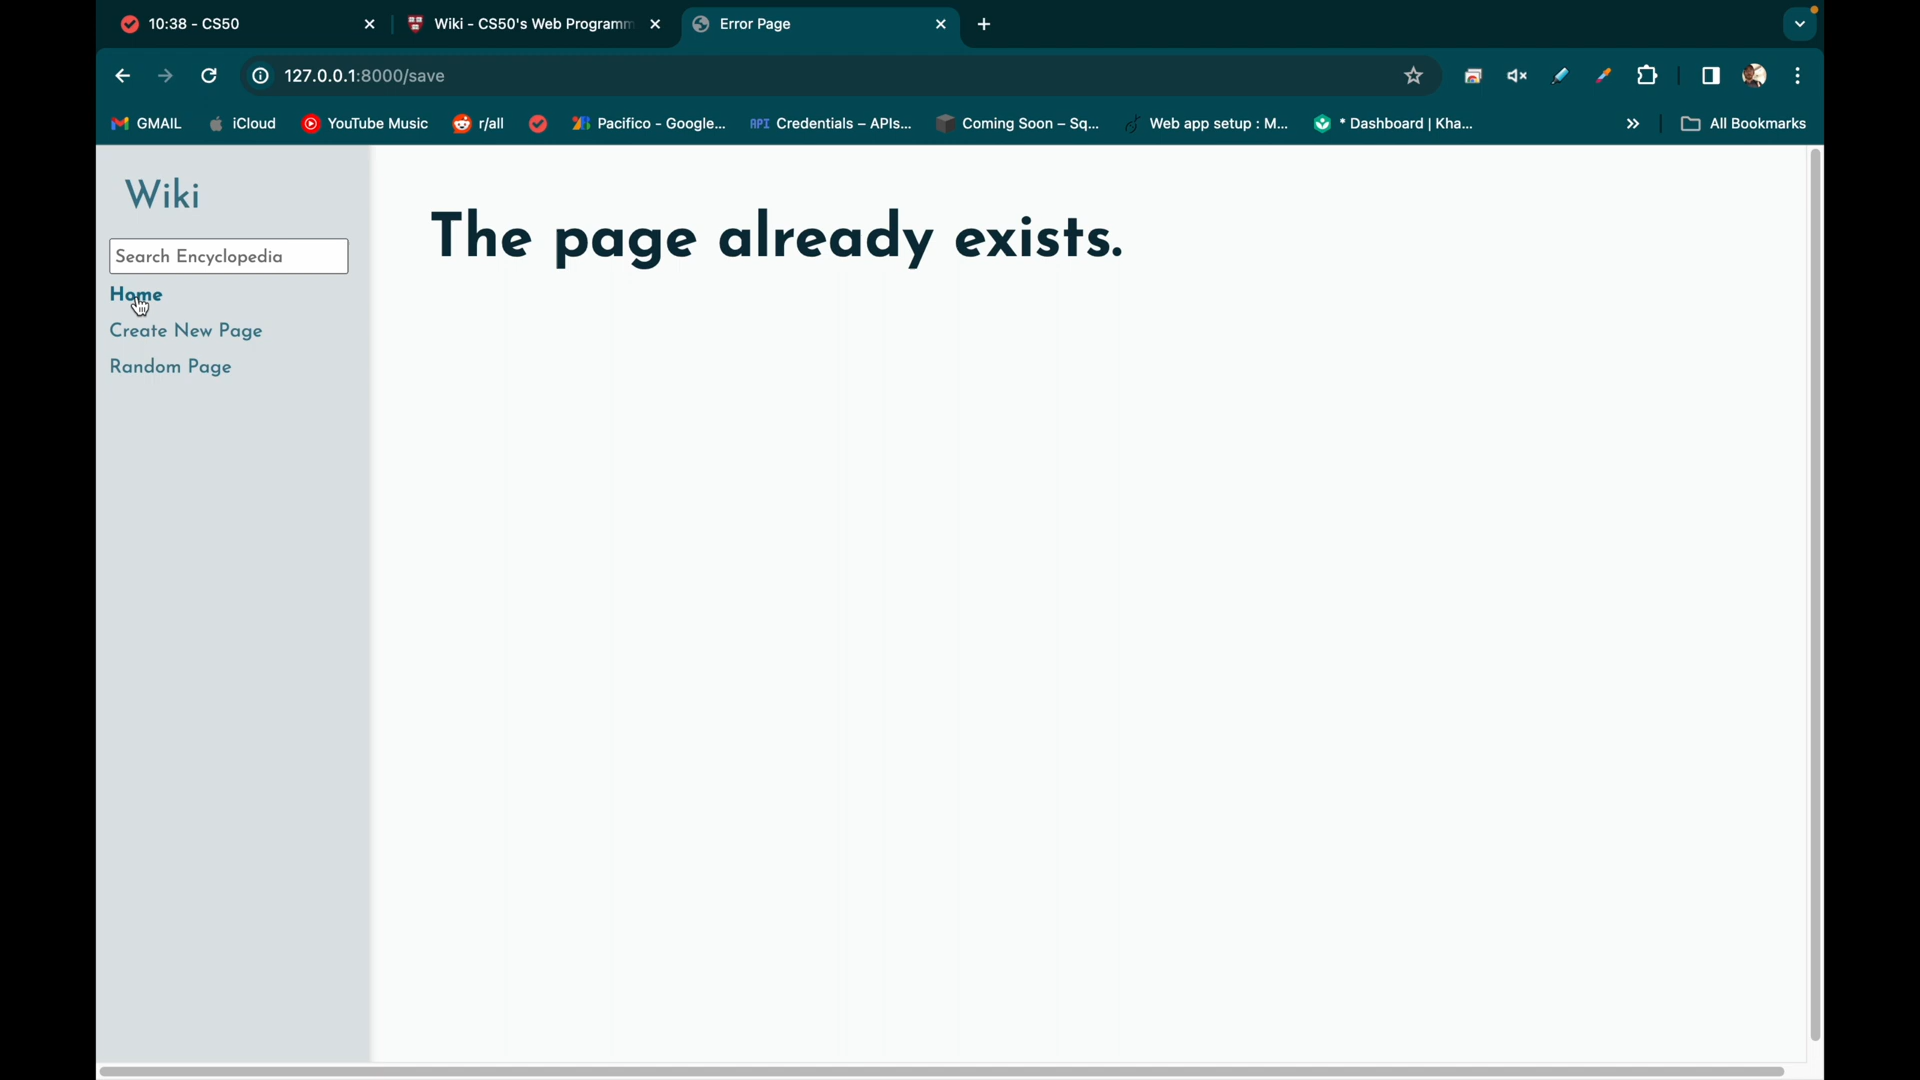 10:38 - CS50
Wiki - CS50's Web Programm
Error Page
127.0.0.1:8000/save
GMAIL
iCloud
YouTube Music
r/all
Pacifico - Google...
API
Credentials – APIs...
Coming Soon – Sq...
Web app setup : M...
* Dashboard | Kha...
All Bookmarks
Wiki
Search Encyclopedia
Home
Create New Page
Random Page
The page already exists.